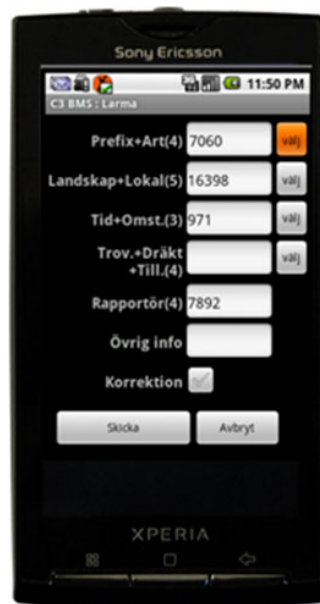 Sony Ericsson
3G 11:50 PM
C3 BMS : Larma
Prefix+Art(4) 7060 välj
Landskap+Lokal(5) 16398 välj
Tid+Omst.(3) 971 välj
Trov.+Dräkt
+Till.(4) välj
Rapportör(4) 7892
Övrig info
Korrektion
Skicka Avbryt
XPERIA